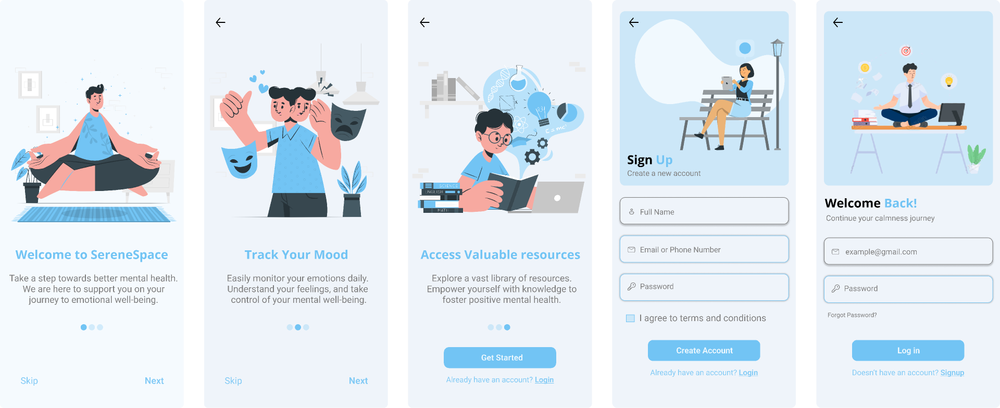 Welcome to SereneSpace
Take a step towards better mental health.
We are here to support you on your
journey to emotional well-being.
Skip
Next
Track Your Mood
Easily monitor your emotions daily.
Understand your feelings, and take
control of your mental well-being.
Skip
Next
x
E = mc²
SCIENCE
ENGLISH
MATH
Access Valuable resources
Explore a vast library of resources.
Empower yourself with knowledge to
foster positive mental health.
Get Started
Already have an account? Login
Sign Up
Create a new account
Full Name
Email or Phone Number
Password
I agree to terms and conditions
Create Account
Already have an account? Login
Welcome Back!
Continue your calmness journey
example@gmail.com
Password
Forgot Password?
Log in
Doesn't have an account? Signup